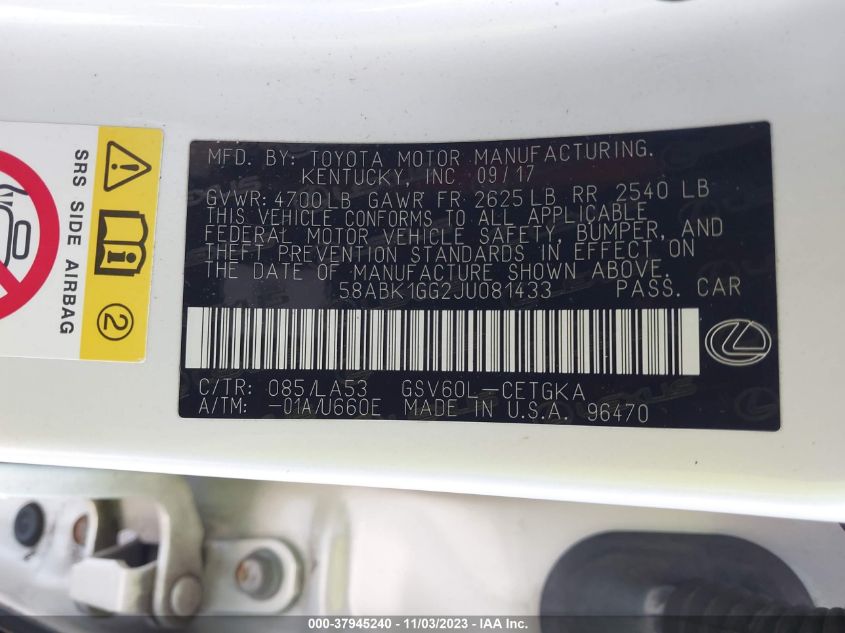 SRS SIDE AIRBAG
2
MFD. BY: TOYOTA MOTOR MANUFACTURING.
KENTUCKY, INC 09/17
GVWR: 4700LB GAWR FR 2625 LB RR 2540 LB
THIS VEHICLE CONFORMS TO ALL APPLICABLE
FEDERAL MOTOR VEHICLE SAFETY, BUMPER, AND
THEFT PREVENTION STANDARDS IN EFFECT ON
THE DATE OF MANUFACTURE SHOWN ABOVE.
58ABK1GG2JU081433 PASS. CAR
C/TR: 085/LA53 GSV60L-CETGKA
A/TM: -01A/U660E MADE IN U.S.A. 96470
000-37945240 - 11/03/2023 - IAA Inc.